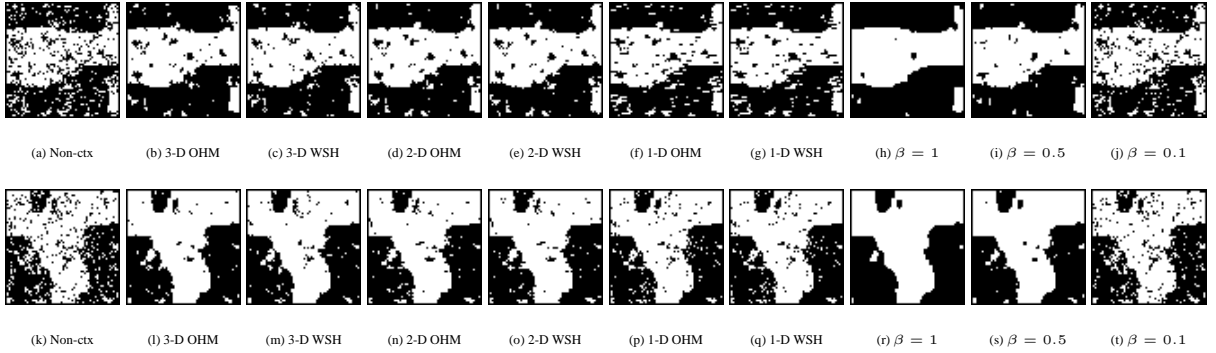 (a) Non-ctx (b) 3-D OHM (c) 3-D WSH (d) 2-D OHM (e) 2-D WSH (f) 1-D OHM (g) 1-D WSH (h) β = 1 (i) β = 0.5 (j) β = 0.1
(k) Non-ctx (l) 3-D OHM (m) 3-D WSH (n) 2-D OHM (o) 2-D WSH (p) 1-D OHM (q) 1-D WSH (r) β = 1 (s) β = 0.5 (t) β = 0.1